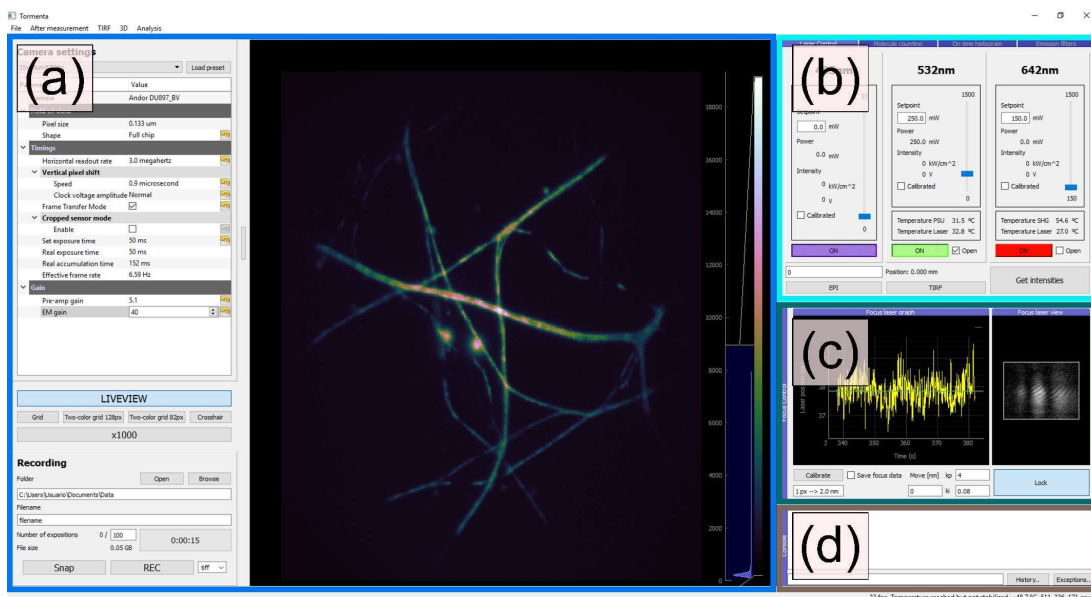 Tormenta
File After measurement TIRF 3D Analysis
Camera settings
(a)
Load preset
Value
Andor DU897_BV
Pixel size 0.133 um
Shape Full chip
Timings
Horizontal readout rate 3.0 megahertz
Vertical pixel shift
Speed 0.9 microsecond
Clock voltage amplitude Normal
Frame Transfer Mode
Cropped sensor mode
Enable
Set exposure time 50 ms
Real exposure time 50 ms
Real accumulation time 152 ms
Effective frame rate 6.59 Hz
Gain
Pre-amp gain 5.1
EM gain 40
LIVEVIEW
Grid Two-color grid 128px Two-color grid 82px Crosshair
x1000
Recording
Folder Open Browse
C:\Users\Usuario\Documents\Data
Filename
filename
Number of expositions 0 / 100
0:00:15
File size 0.05 GB
Snap REC tiff
18000
16000
14000
12000
10000
8000
6000
4000
2000
0
Laser Control Molecule counting On time histogram Emission filters
(b)
Setpoint
0.0 mW
Power
0.0 mW
Intensity
0 kW/cm^2
0 V
Calibrated
0
ON
532nm
1500
Setpoint
250.0 mW
Power
250.0 mW
Intensity
0 kW/cm^2
0 V
Calibrated
0
Temperature PSU 31.5 ºC
Temperature Laser 32.8 ºC
ON Open
642nm
1500
Setpoint
150.0 mW
Power
0.0 mW
Intensity
0 kW/cm^2
0 V
Calibrated
150
Temperature SHG 54.6 ºC
Temperature Laser 27.0 ºC
ON Open
0 Position: 0.000 mm
EPI TIRF
Get intensities
Focus laser graph Focus laser view
(c)
Focus Control
Laser position
38
37
3 340 350 360 370 380
Time (s)
Calibrate Save focus data Move [nm] kp 4
1 px --> 2.0 nm 0 ki 0.08
Lock
Console
(d)
History.. Exceptions..